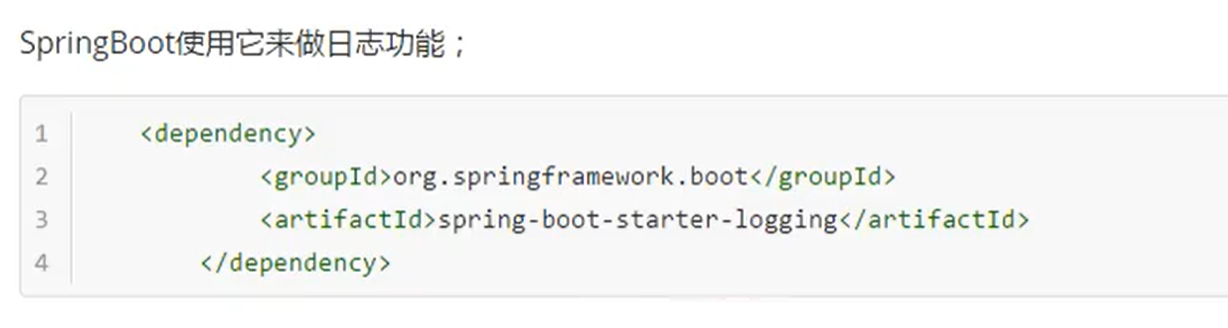 SpringBoot使用它来做日志功能；
1 <dependency>
2 <groupId>org.springframework.boot</groupId>
3 <artifactId>spring-boot-starter-logging</artifactId>
4 </dependency>